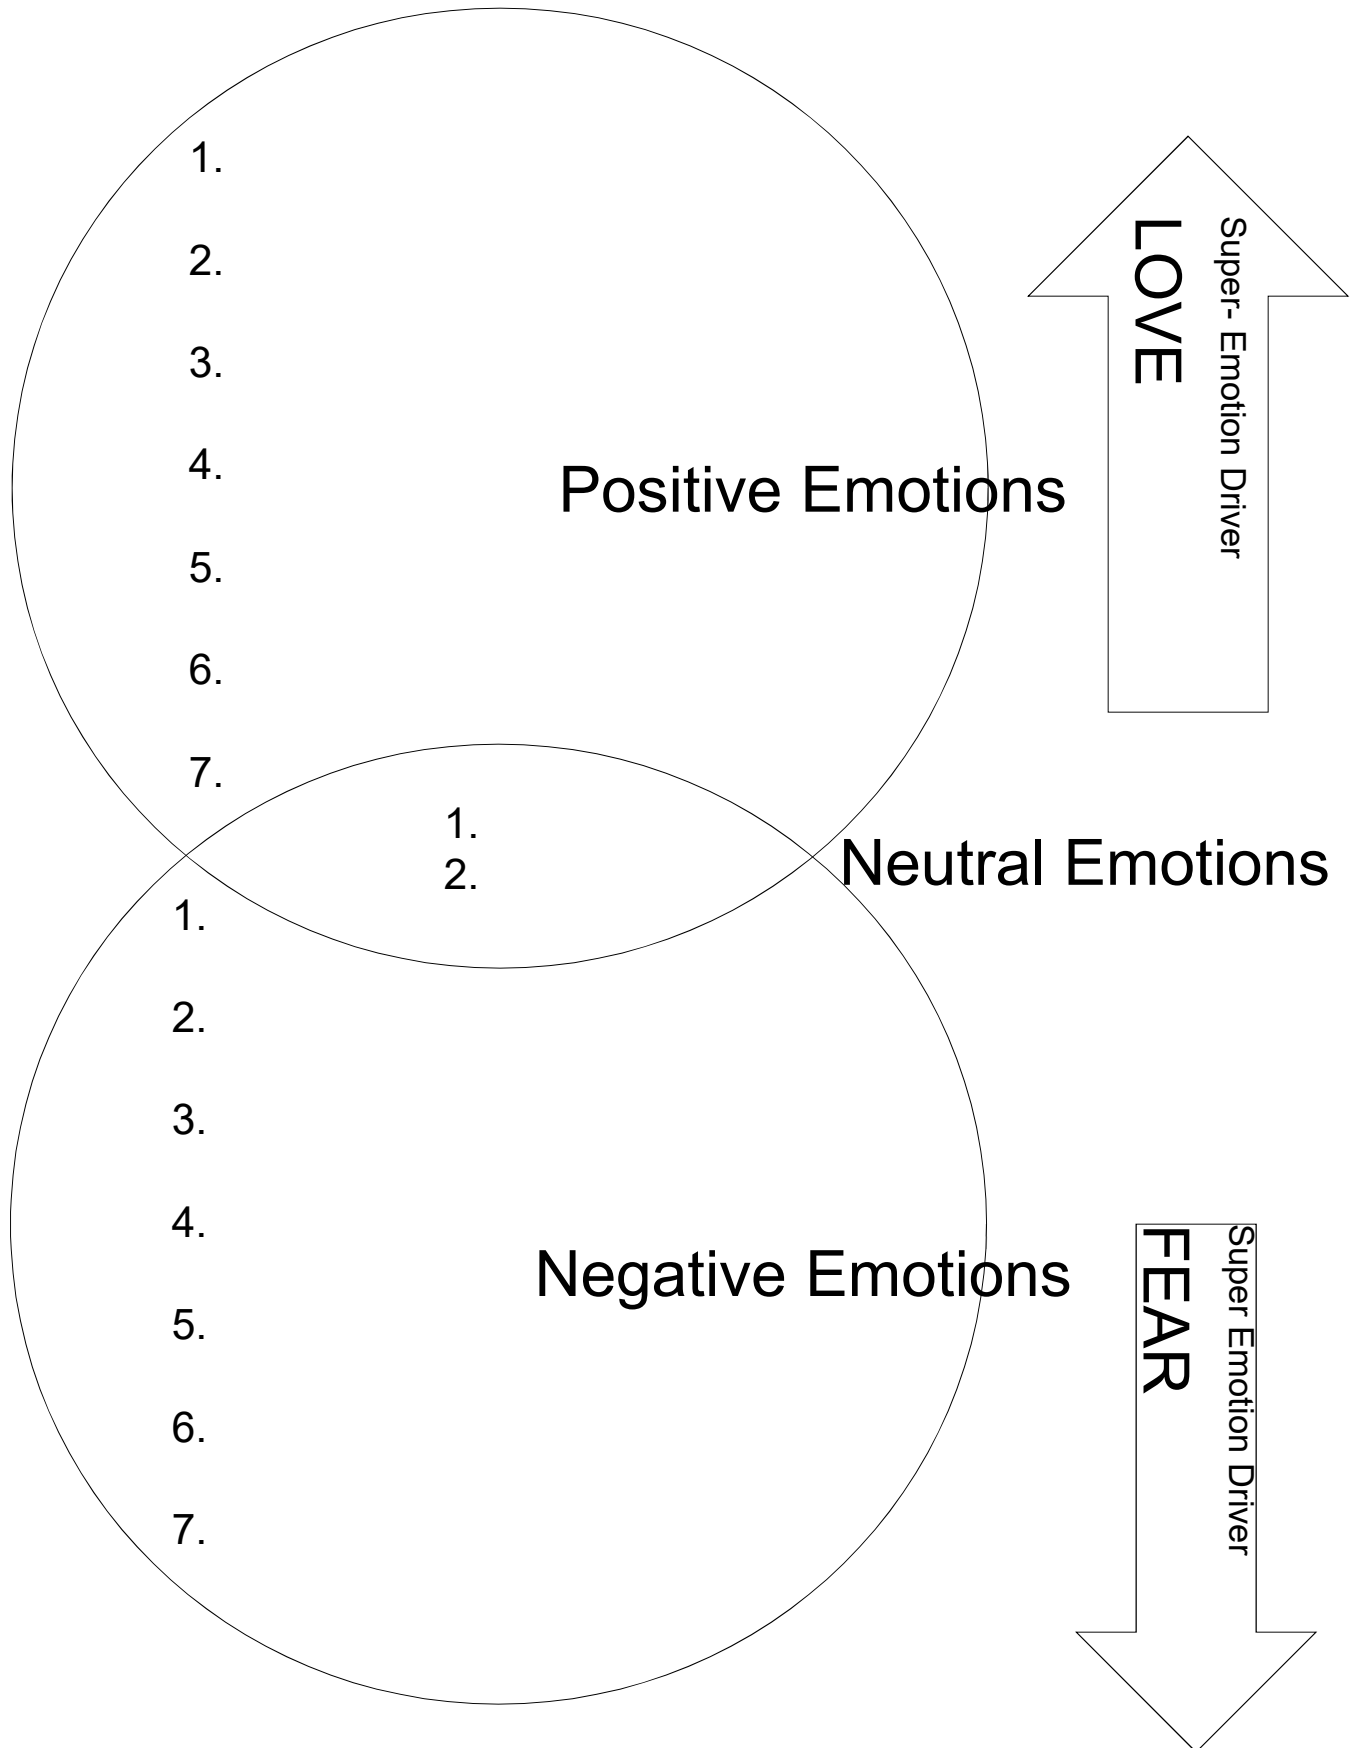 1.
2.
3.
4.
5.
6.
7.
Positive Emotions
LOVE
Super- Emotion Driver
1.
2.
Neutral Emotions
1.
2.
3.
4.
5.
6.
7.
Negative Emotions
FEAR
Super Emotion Driver